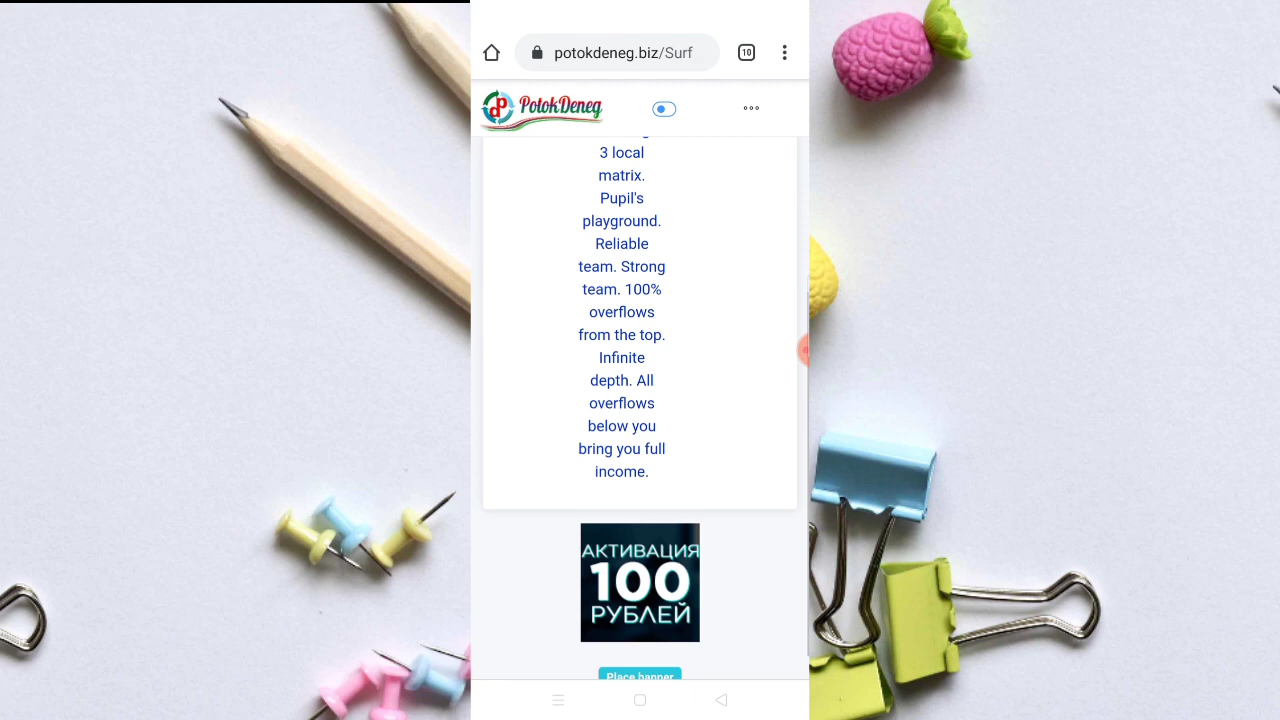 potokdeneg.biz/Surf
10
PotokDeneg
3 local
matrix.
Pupil's
playground.
Reliable
team. Strong
team. 100%
overflows
from the top.
Infinite
depth. All
overflows
below you
bring you full
income.
АКТИВАЦИЯ
100
РУБЛЕЙ
Place banner